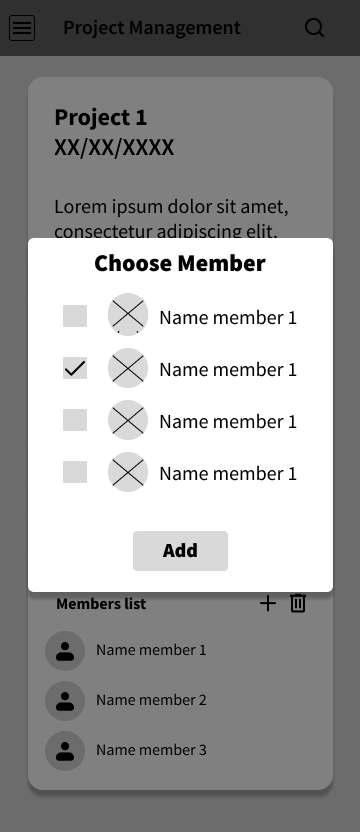 Project Management
Project 1
XX/XX/XXXX
Lorem ipsum dolor sit amet,
consectetur adipiscing elit,
Choose Member
Name member 1
Name member 1
Name member 1
Name member 1
Add
Members list
Name member 1
Name member 2
Name member 3